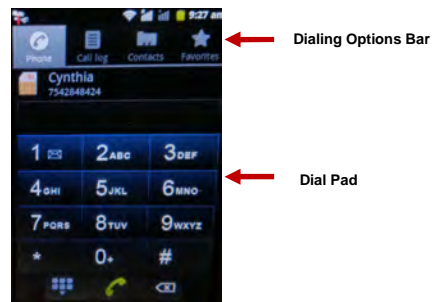 9:27 am
Phone Call log Contacts Favorites
Dialing Options Bar
Cynthia
7542848424
1 2ABC 3DEF
4GHI 5JKL 6MNO
Dial Pad
7PQRS 8TUV 9WXYZ
* 0+ #